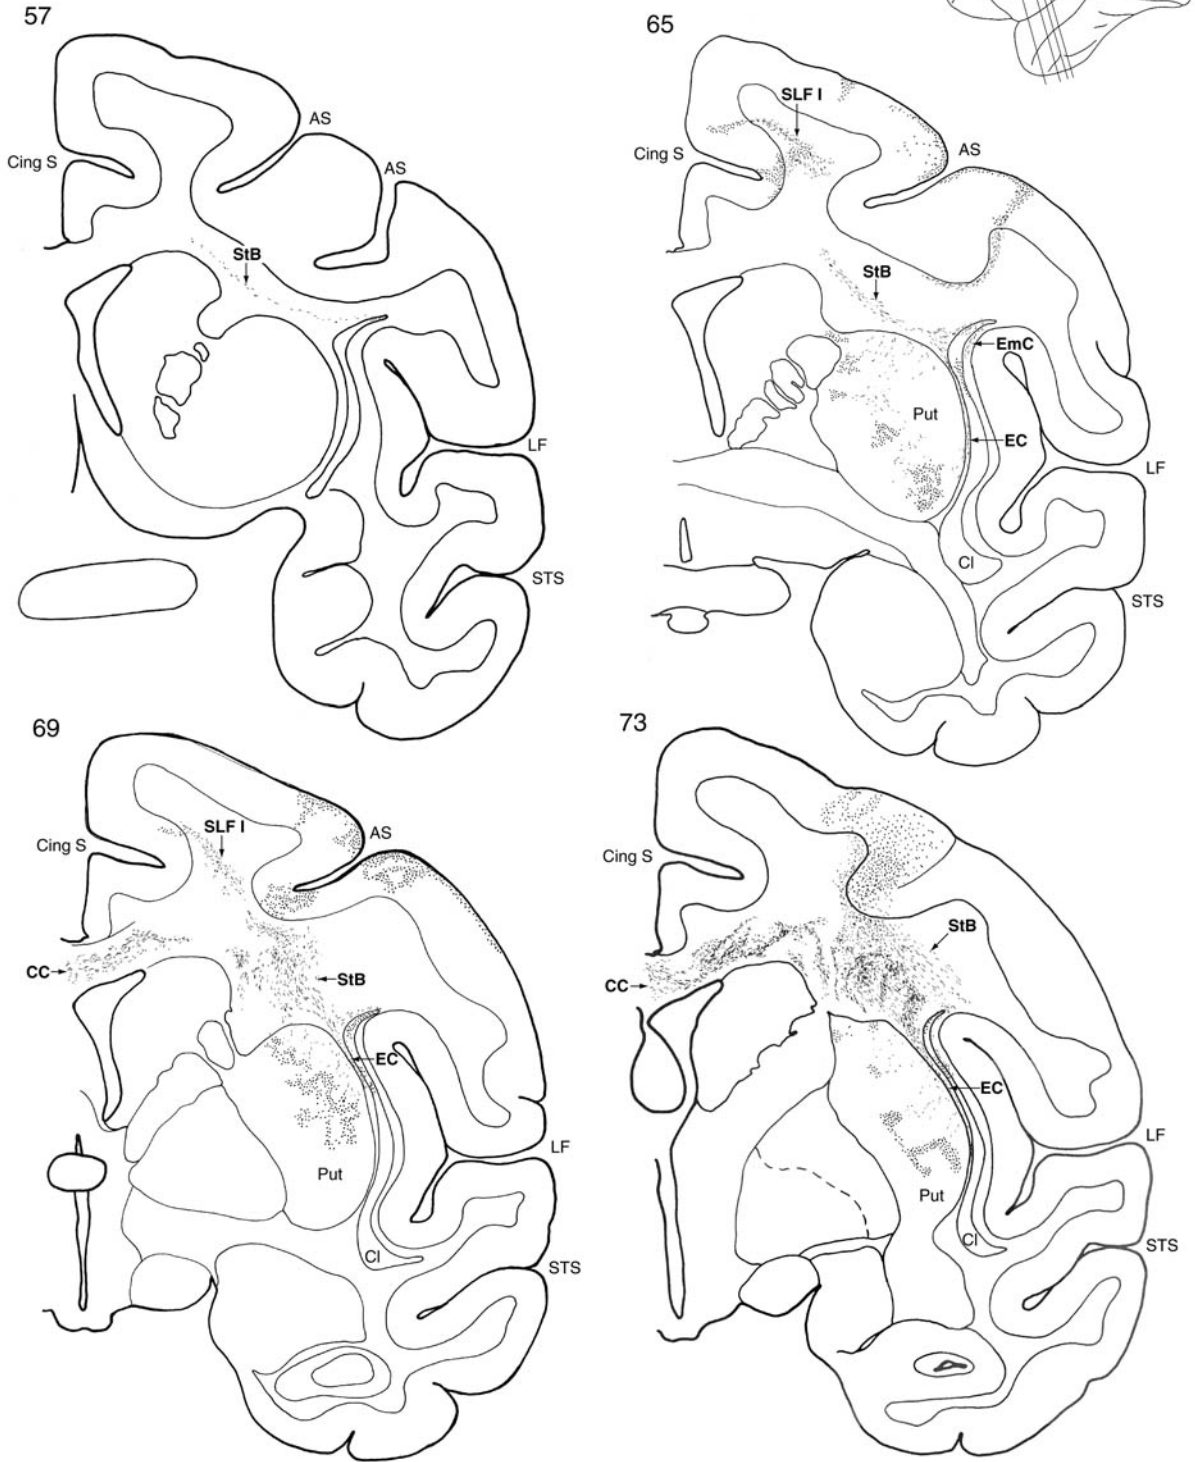 57
AS
Cing S
AS
StB
LF
STS
65
SLF I
Cing S
AS
StB
EmC
Put
EC
LF
Cl
STS
69
SLF I
AS
Cing S
CC
StB
EC
LF
Put
Cl
STS
73
Cing S
StB
CC
EC
LF
Put
Cl
STS